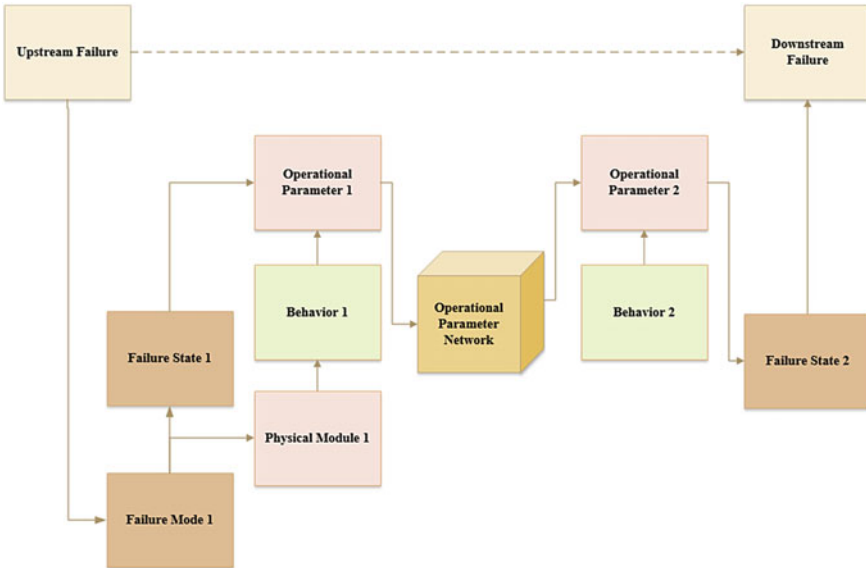 Upstream Failure
Downstream
Failure
Operational
Parameter 1
Operational
Parameter 2
Behavior 1
Operational
Parameter
Network
Behavior 2
Failure State 1
Failure State 2
Physical Module 1
Failure Mode 1